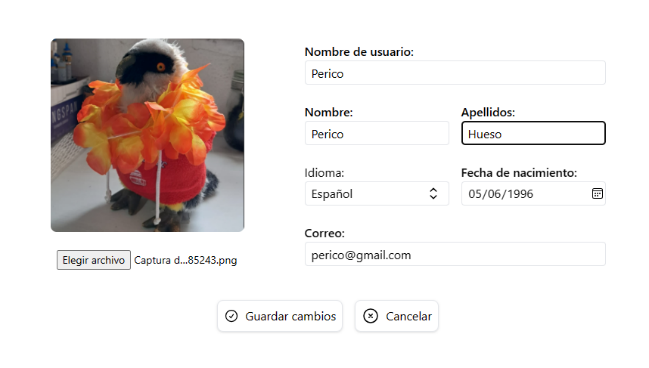 Nombre de usuario:
Perico
Nombre:
Apellidos:
Perico
Hueso
Idioma:
Fecha de nacimiento:
Español
05/06/1996
Correo:
perico@gmail.com
Elegir archivo Captura d...85243.png
Guardar cambios
Cancelar
NGSPAN